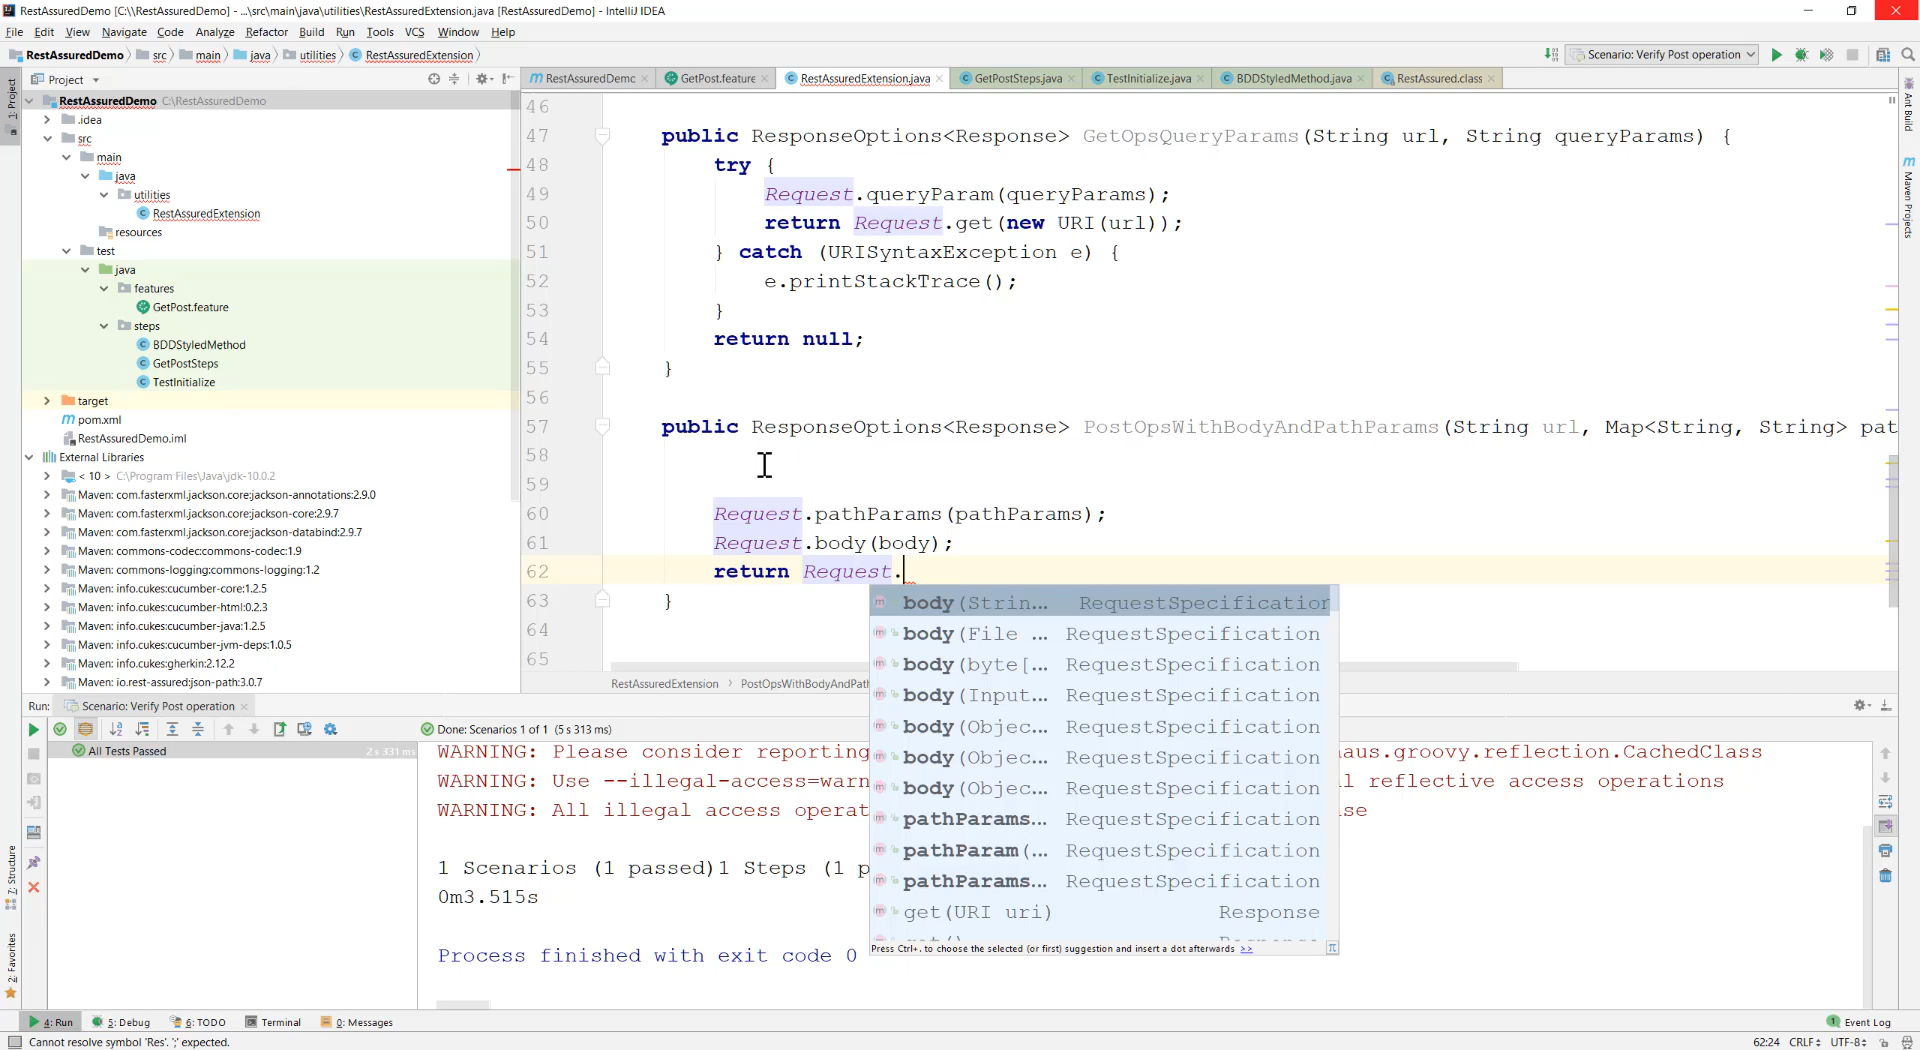 RestAssuredDemo [C:\\RestAssuredDemo] - ...\src\main\java\utilities\RestAssuredExtension.java [RestAssuredDemo] - IntelliJ IDEA
File Edit View Navigate Code Analyze Refactor Build Run Tools VCS Window Help
RestAssuredDemo src main java utilities RestAssuredExtension
Scenario: Verify Post operation
Project
RestAssuredDemc GetPost.feature RestAssuredExtension.java GetPostSteps.java TestInitialize.java BDDStyledMethod.java RestAssured.class
1: Project
Ant Build
Maven Projects
RestAssuredDemo C:\RestAssuredDemo
.idea
src
main
java
utilities
RestAssuredExtension
resources
test
java
features
GetPost.feature
steps
BDDStyledMethod
GetPostSteps
TestInitialize
target
pom.xml
RestAssuredDemo.iml
External Libraries
< 10 > C:\Program Files\Java\jdk-10.0.2
Maven: com.fasterxml.jackson.core:jackson-annotations:2.9.0
Maven: com.fasterxml.jackson.core:jackson-core:2.9.7
Maven: com.fasterxml.jackson.core:jackson-databind:2.9.7
Maven: commons-codec:commons-codec:1.9
Maven: commons-logging:commons-logging:1.2
Maven: info.cukes:cucumber-core:1.2.5
Maven: info.cukes:cucumber-html:0.2.3
Maven: info.cukes:cucumber-java:1.2.5
Maven: info.cukes:cucumber-jvm-deps:1.0.5
Maven: info.cukes:gherkin:2.12.2
Maven: io.rest-assured:json-path:3.0.7
46
47 public ResponseOptions<Response> GetOpsQueryParams(String url, String queryParams) {
48 try {
49 Request.queryParam(queryParams);
50 return Request.get(new URI(url));
51 } catch (URISyntaxException e) {
52 e.printStackTrace();
53 }
54 return null;
55 }
56
57 public ResponseOptions<Response> PostOpsWithBodyAndPathParams(String url, Map<String, String> pat
58
59
60 Request.pathParams(pathParams);
61 Request.body(body);
62 return Request.
63 }
64
65
body(Strin... RequestSpecification
body(File ... RequestSpecification
body(byte[... RequestSpecification
body(Input... RequestSpecification
body(Objec... RequestSpecification
body(Objec... RequestSpecification
body(Objec... RequestSpecification
pathParams... RequestSpecification
pathParam(... RequestSpecification
pathParams... RequestSpecification
get(URI uri) Response
Press Ctrl+. to choose the selected (or first) suggestion and insert a dot afterwards >>
RestAssuredExtension PostOpsWithBodyAndPath
Run: Scenario: Verify Post operation
Done: Scenarios 1 of 1 (5 s 313 ms)
All Tests Passed 2 s 331 ms
WARNING: Please consider reporting haus.groovy.reflection.CachedClass
WARNING: Use --illegal-access=warn l reflective access operations
WARNING: All illegal access operat se
1 Scenarios (1 passed)1 Steps (1 p
0m3.515s
Process finished with exit code 0
7: Structure
2: Favorites
4: Run 5: Debug 6: TODO Terminal 0: Messages Event Log
Cannot resolve symbol 'Res'. ';' expected. 62:24 CRLF UTF-8